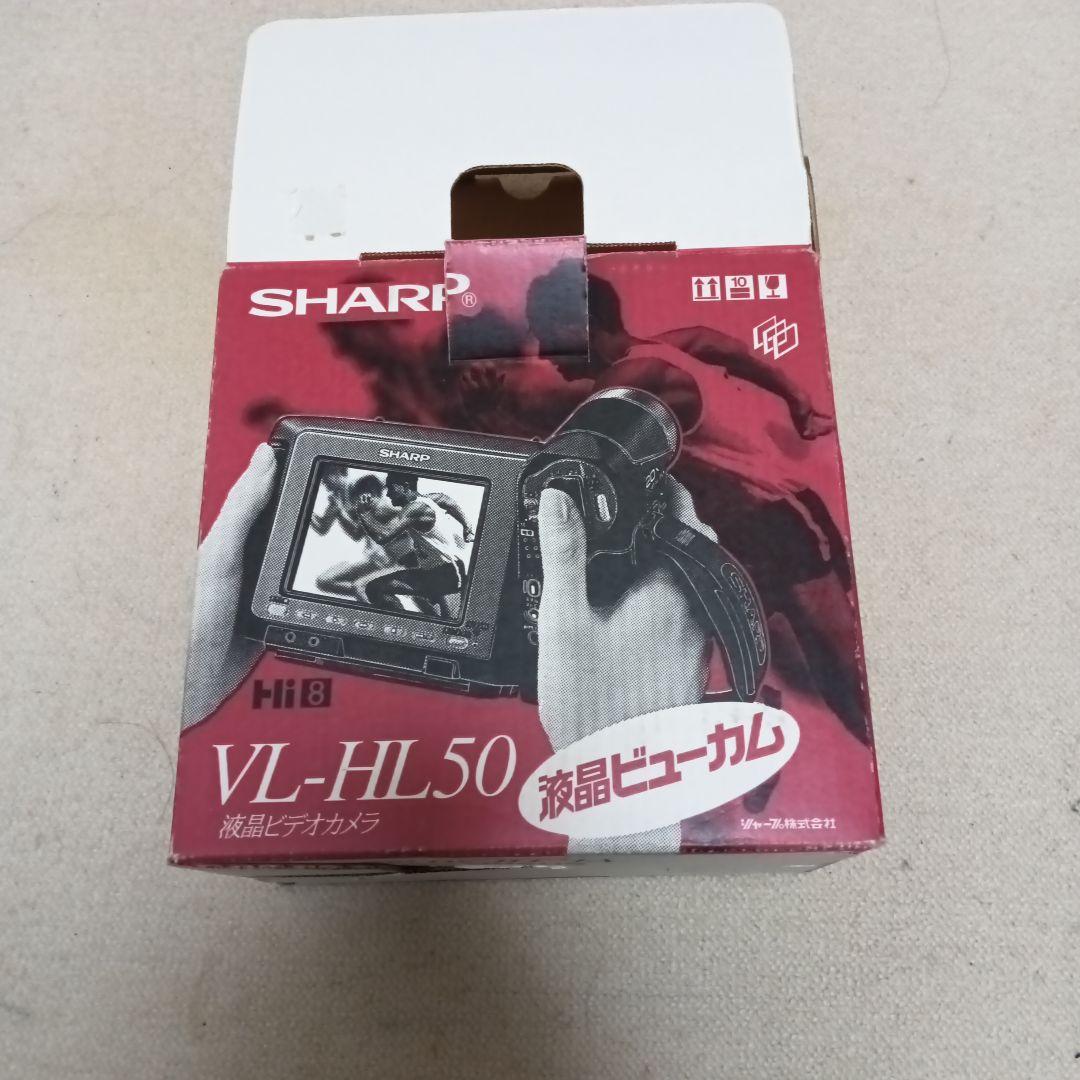 SHARP®
10
SHARP
Hi8
VL-HL50
液晶ビデオカメラ
液晶ビューカム
シャープ株式会社